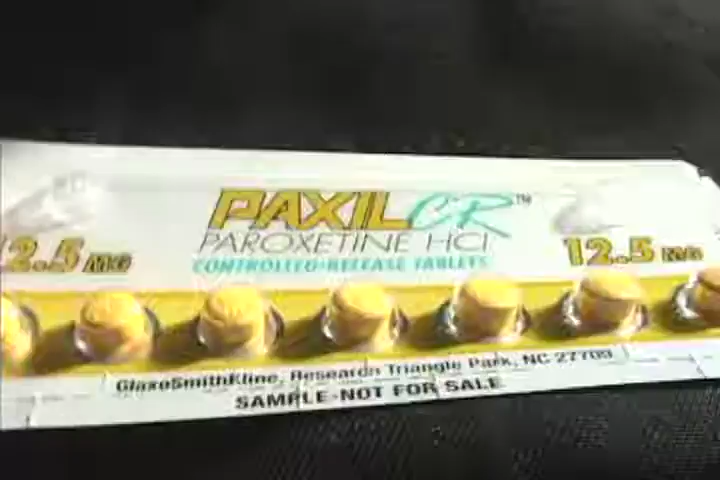 PAXIL CR™
PAROXETINE HCl
CONTROLLED-RELEASE TABLETS
12.5 MG
2.5 MG
GlaxoSmithKline, Research Triangle Park, NC 27709
SAMPLE-NOT FOR SALE